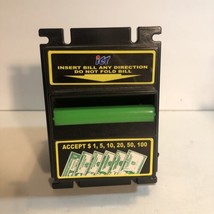 ict
INSERT BILL ANY DIRECTION
DO NOT FOLD BILL
ACCEPT $ 1, 5, 10, 20, 50, 100